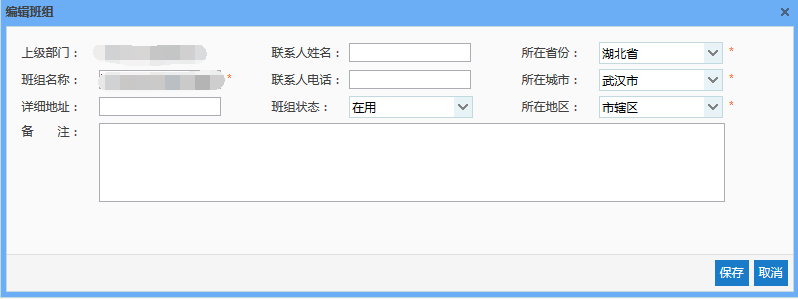 编辑班组 ×
上级部门： 联系人姓名： 所在省份： 湖北省 *
班组名称： * 联系人电话： 所在城市： 武汉市 *
详细地址： 班组状态： 在用 所在地区： 市辖区 *
备 注：
保存 取消